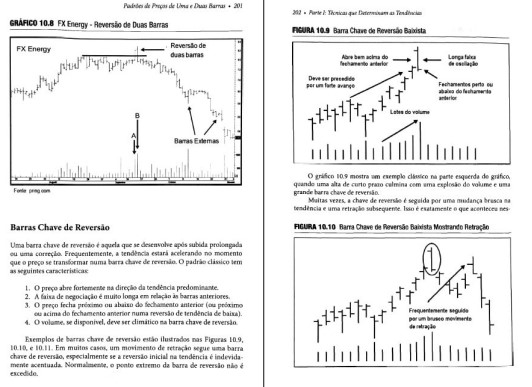 Padrões de Preços de Uma e Duas Barras • 201
GRÁFICO 10.8 FX Energy - Reversão de Duas Barras
FX Energy
Reversão de
duas barras
B
A
Barras Externas
Fonte: pring.com
Barras Chave de Reversão
Uma barra chave de reversão é aquela que se desenvolve após subida prolongada
ou uma correção. Frequentemente, a tendência estará acelerando no momento
que o preço se transformar numa barra chave de reversão. O padrão clássico tem
as seguintes características:
1. O preço abre fortemente na direção da tendência predominante.
2. A faixa de negociação é muito longa em relação às barras anteriores.
3. O preço fecha próximo ou abaixo do fechamento anterior (ou próximo
ou acima do fechamento anterior numa reversão de tendência de baixa).
4. O volume, se disponível, deve ser climático na barra chave de reversão.
Exemplos de barras chave de reversão estão ilustrados nas Figuras 10.9,
10.10, e 10.11. Em muitos casos, um movimento de retração segue uma barra
chave de reversão, especialmente se a reversão inicial na tendência é indevida-
mente acentuada. Normalmente, o ponto extremo da barra de reversão não é
excedido.
202 • Parte I: Técnicas que Determinam as Tendências
FIGURA 10.9 Barra Chave de Reversão Baixista
Abre bem acima do
fechamento anterior
Longa faixa
de oscilação
Deve ser precedido
por um forte avanço
Fechamentos perto ou
abaixo do fechamento
anterior
Lotes do volume
O gráfico 10.9 mostra um exemplo clássico na parte esquerda do gráfico,
quando uma alta de curto prazo culmina com uma explosão do volume e uma
grande barra chave de reversão.
Muitas vezes, a chave de reversão é seguida por uma mudança brusca na
tendência e uma retração subsequente. Isso é exatamente o que aconteceu nes-
FIGURA 10.10 Barra Chave de Reversão Baixista Mostrando Retração
Frequentemente seguido
por um brusco movimento
de retração